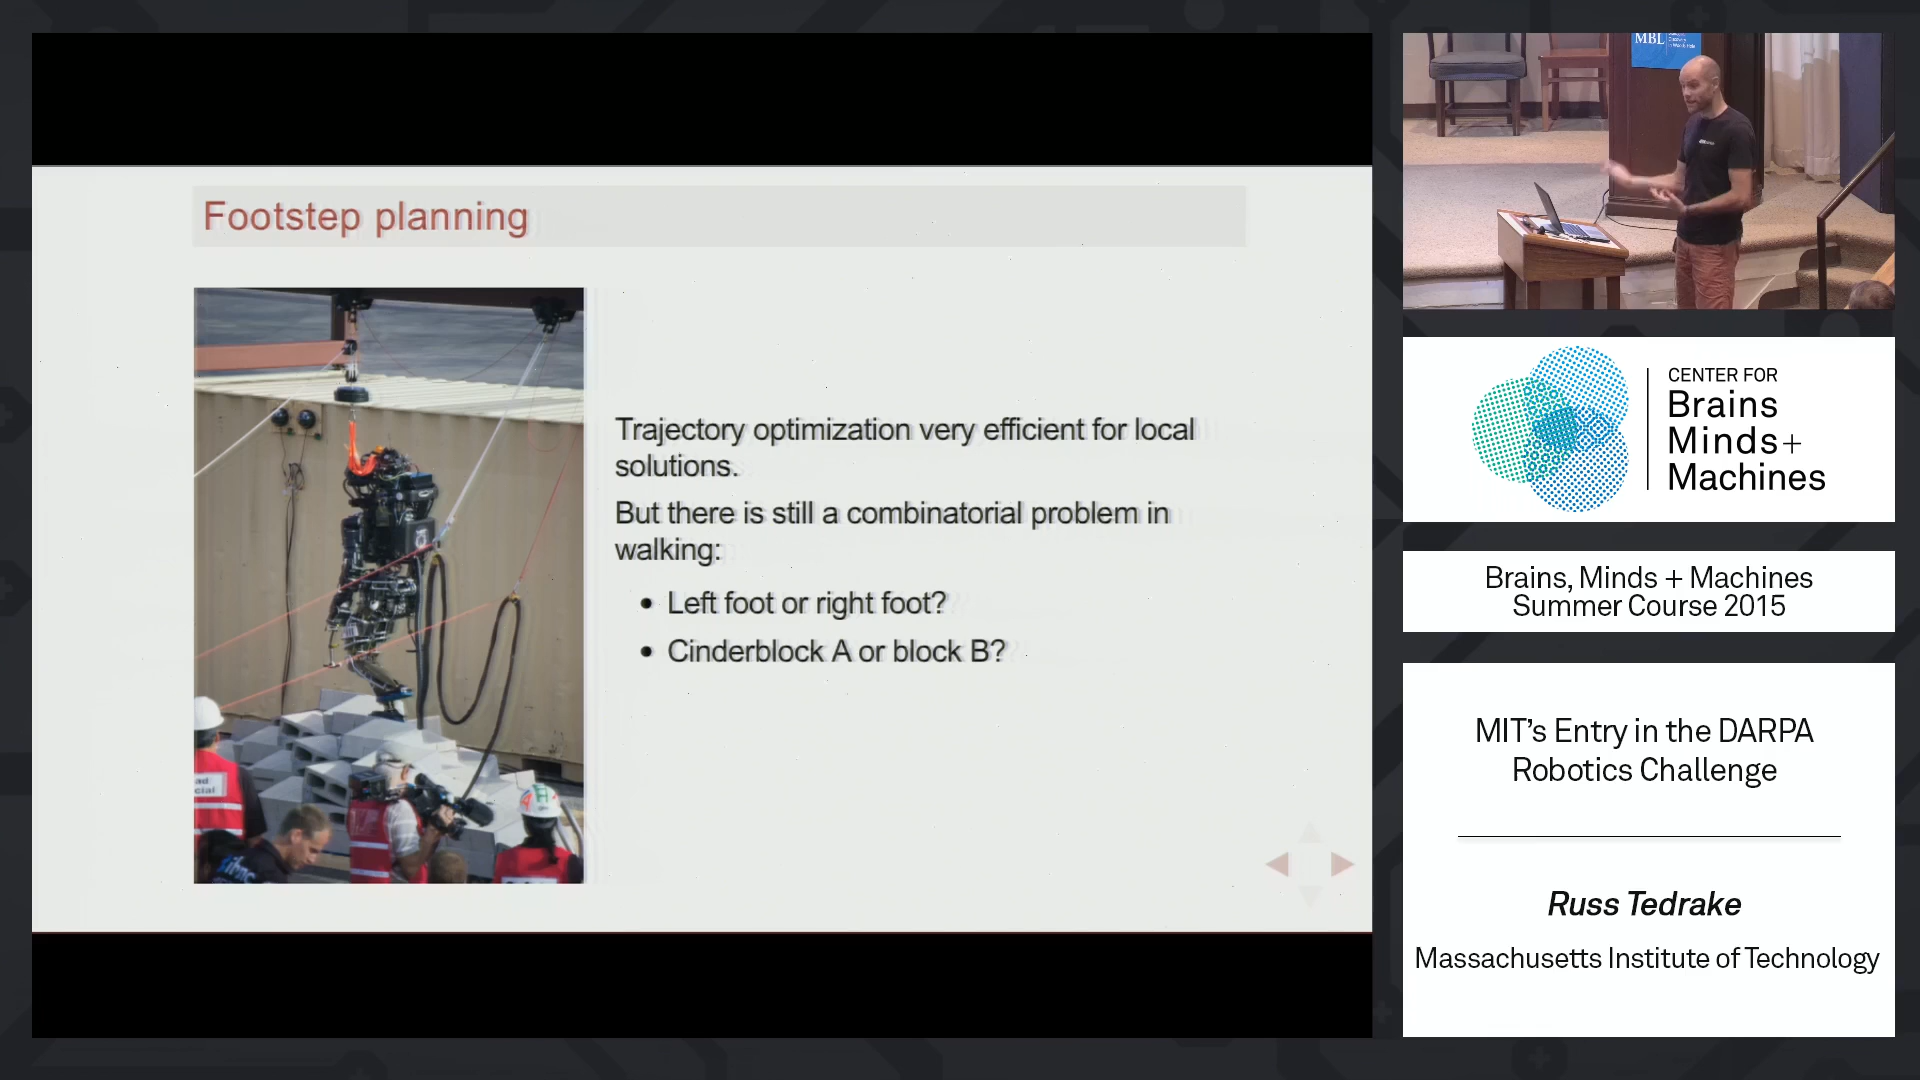 Footstep planning
Trajectory optimization very efficient for local
solutions.
But there is still a combinatorial problem in
walking:
• Left foot or right foot?
• Cinderblock A or block B?
MBL
CENTER FOR
Brains
Minds+
Machines
Brains, Minds + Machines
Summer Course 2015
MIT’s Entry in the DARPA
Robotics Challenge
Russ Tedrake
Massachusetts Institute of Technology